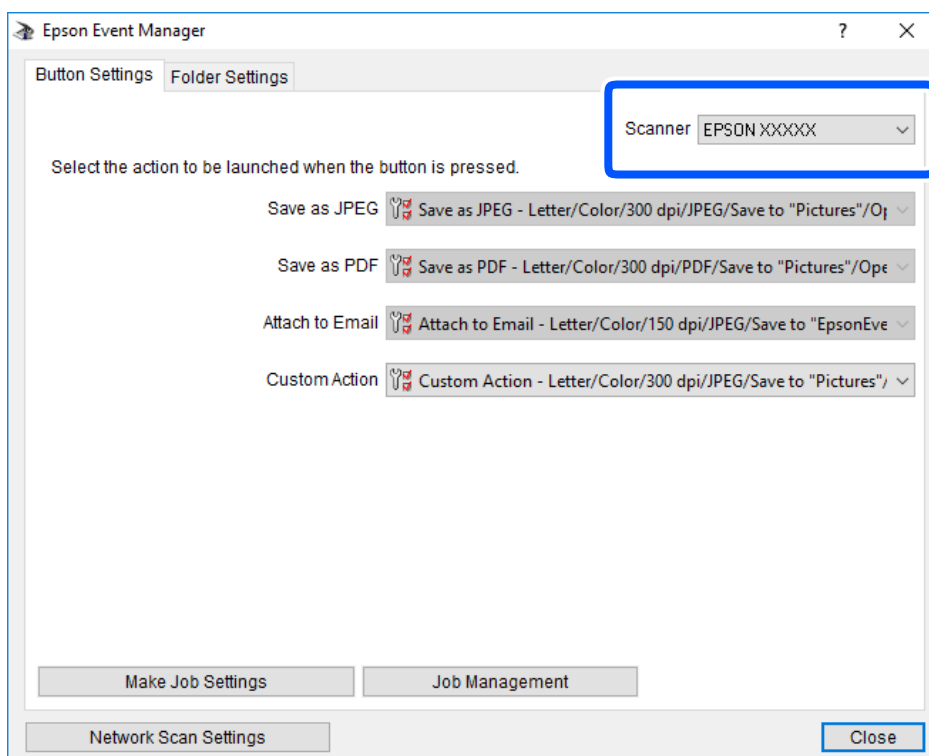 Epson Event Manager
Button Settings Folder Settings
Scanner EPSON XXXXX
Select the action to be launched when the button is pressed.
Save as JPEG Save as JPEG - Letter/Color/300 dpi/JPEG/Save to "Pictures"/Op
Save as PDF Save as PDF - Letter/Color/300 dpi/PDF/Save to "Pictures"/Ope
Attach to Email Attach to Email - Letter/Color/150 dpi/JPEG/Save to "EpsonEve
Custom Action Custom Action - Letter/Color/300 dpi/JPEG/Save to "Pictures"/
Make Job Settings Job Management
Network Scan Settings Close